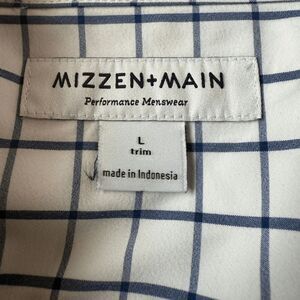 MIZZEN+MAIN
Performance Menswear
L
trim
made in Indonesia